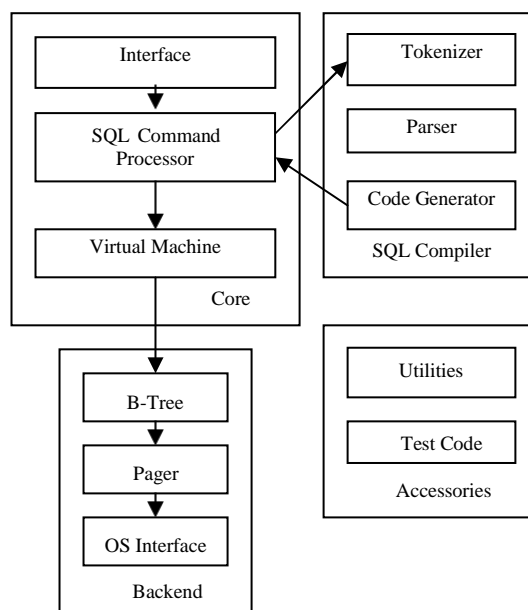 Interface
SQL Command
Processor
Virtual Machine
Core
Tokenizer
Parser
Code Generator
SQL Compiler
B-Tree
Pager
OS Interface
Backend
Utilities
Test Code
Accessories